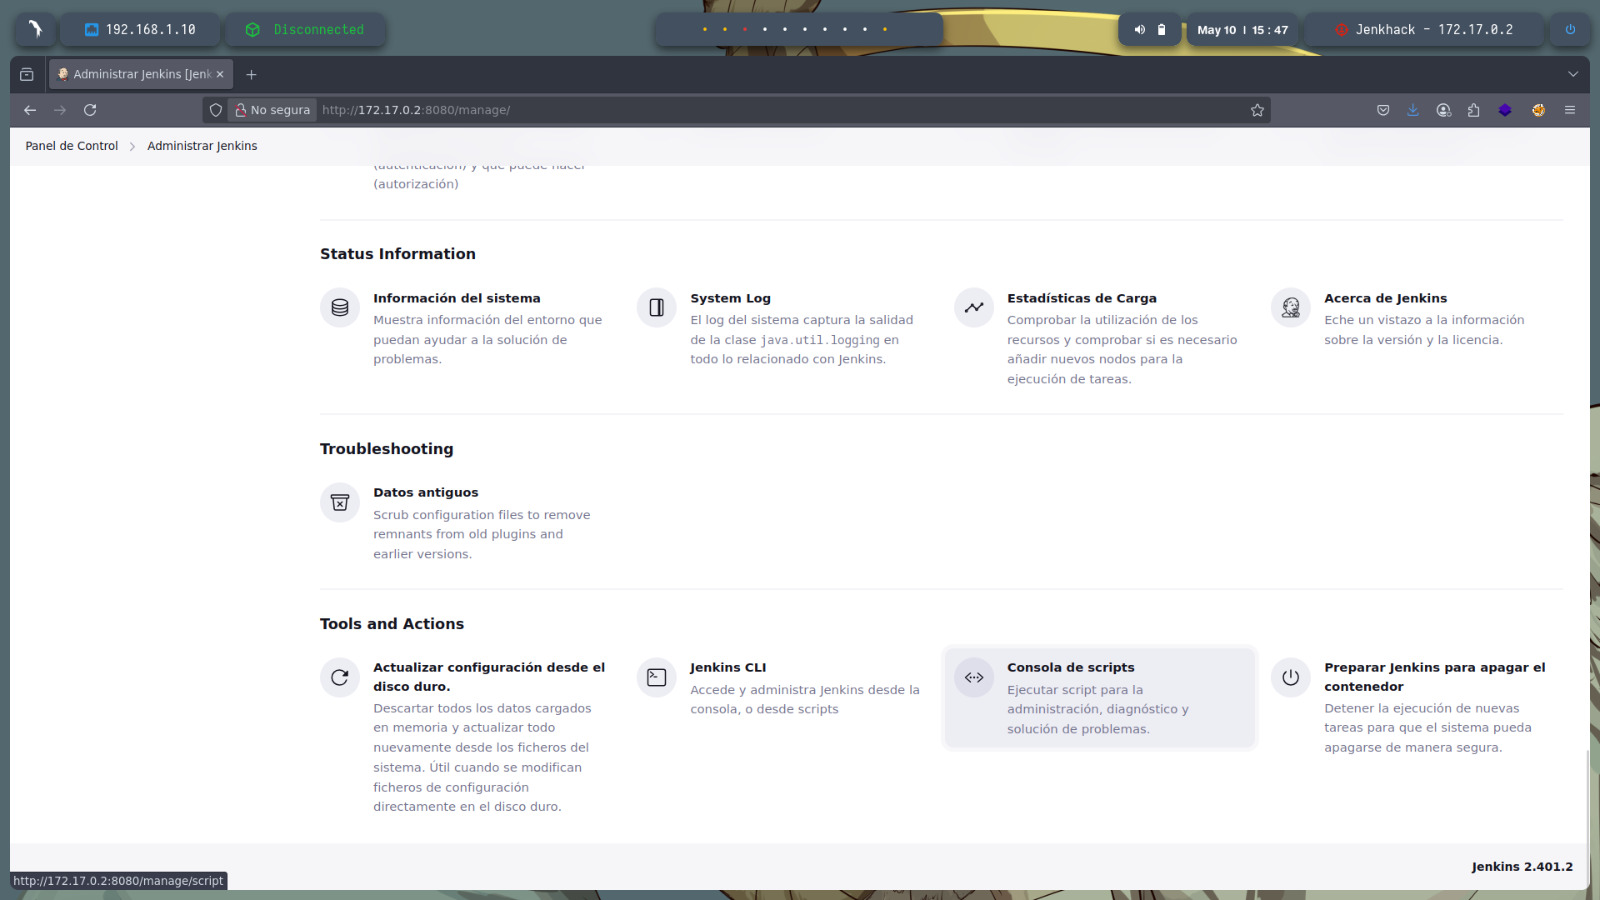 192.168.1.10
Disconnected
May 10 | 15 : 47
Jenkhack - 172.17.0.2
Administrar Jenkins [Jenk
No segura
http://172.17.0.2:8080/manage/
Panel de Control
Administrar Jenkins
(autenticación) y qué puede hacer
(autorización)
Status Information
Información del sistema
Muestra información del entorno que
puedan ayudar a la solución de
problemas.
System Log
El log del sistema captura la salida
de la clase java.util.logging en
todo lo relacionado con Jenkins.
Estadísticas de Carga
Comprobar la utilización de los
recursos y comprobar si es necesario
añadir nuevos nodos para la
ejecución de tareas.
Acerca de Jenkins
Eche un vistazo a la información
sobre la versión y la licencia.
Troubleshooting
Datos antiguos
Scrub configuration files to remove
remnants from old plugins and
earlier versions.
Tools and Actions
Actualizar configuración desde el
disco duro.
Descartar todos los datos cargados
en memoria y actualizar todo
nuevamente desde los ficheros del
sistema. Útil cuando se modifican
ficheros de configuración
directamente en el disco duro.
Jenkins CLI
Accede y administra Jenkins desde la
consola, o desde scripts
Consola de scripts
Ejecutar script para la
administración, diagnóstico y
solución de problemas.
Preparar Jenkins para apagar el
contenedor
Detener la ejecución de nuevas
tareas para que el sistema pueda
apagarse de manera segura.
Jenkins 2.401.2
http://172.17.0.2:8080/manage/script